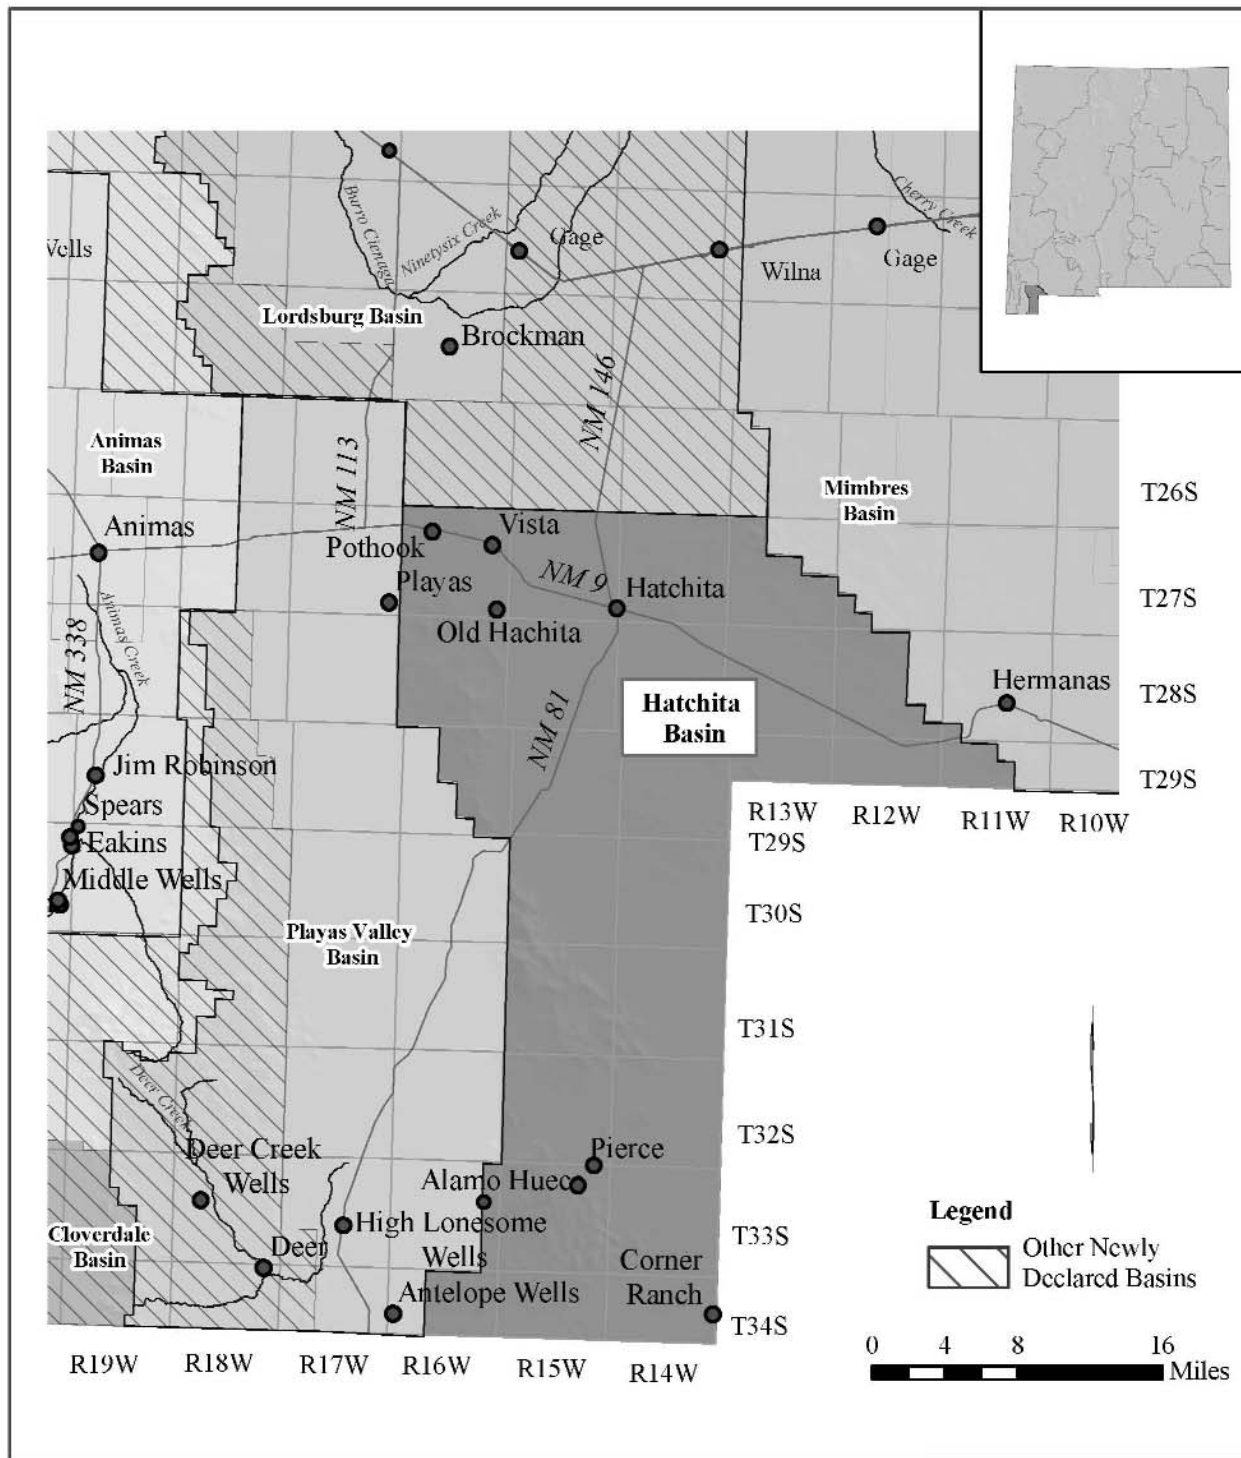 Burro Cienaga
Ninetysix Creek
Gage
Cherry Creek
Wilna
Gage
Lordsburg Basin
Brockman
NM 146
Animas
Basin
NM 113
Mimbres
Basin
T26S
Animas
Pothook
Vista
Playas
NM 9
Hatchita
T27S
Old Hachita
Animas Creek
NM 338
Hermanas
T28S
Hatchita
Basin
NM 81
Jim Robinson
T29S
Spears
R13W
R12W
R11W
R10W
Eakins
T29S
Middle Wells
T30S
Playas Valley
Basin
T31S
Deer Creek
T32S
Deer Creek
Wells
Pierce
Alamo Huec
High Lonesome
Wells
Cloverdale
Basin
Deer
T33S
Corner
Ranch
Antelope Wells
T34S
R19W
R18W
R17W
R16W
R15W
R14W
Legend
Other Newly
Declared Basins
0
4
8
16
Miles